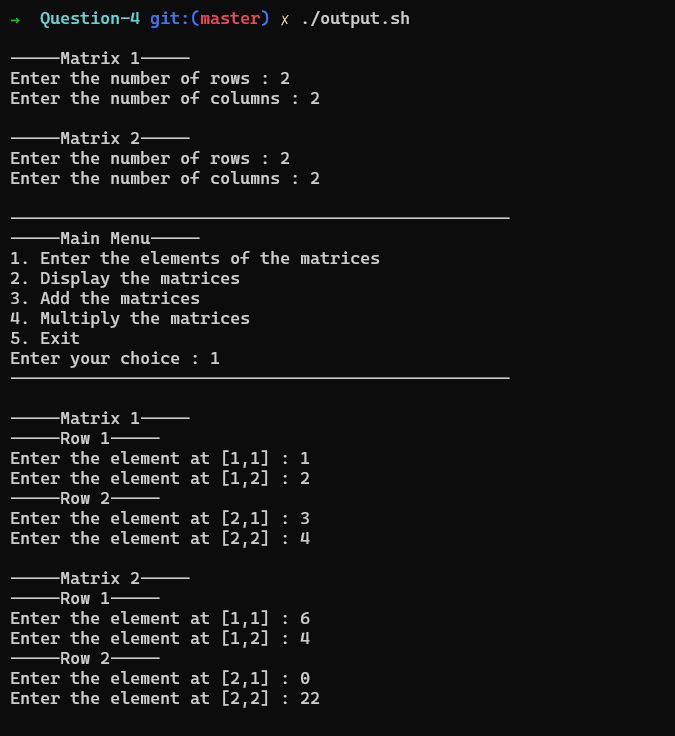 → Question-4 git:(master) ✗ ./output.sh
-----Matrix 1-----
Enter the number of rows : 2
Enter the number of columns : 2
-----Matrix 2-----
Enter the number of rows : 2
Enter the number of columns : 2
--------------------------------------------------
-----Main Menu-----
1. Enter the elements of the matrices
2. Display the matrices
3. Add the matrices
4. Multiply the matrices
5. Exit
Enter your choice : 1
--------------------------------------------------
-----Matrix 1-----
-----Row 1-----
Enter the element at [1,1] : 1
Enter the element at [1,2] : 2
-----Row 2-----
Enter the element at [2,1] : 3
Enter the element at [2,2] : 4
-----Matrix 2-----
-----Row 1-----
Enter the element at [1,1] : 6
Enter the element at [1,2] : 4
-----Row 2-----
Enter the element at [2,1] : 0
Enter the element at [2,2] : 22